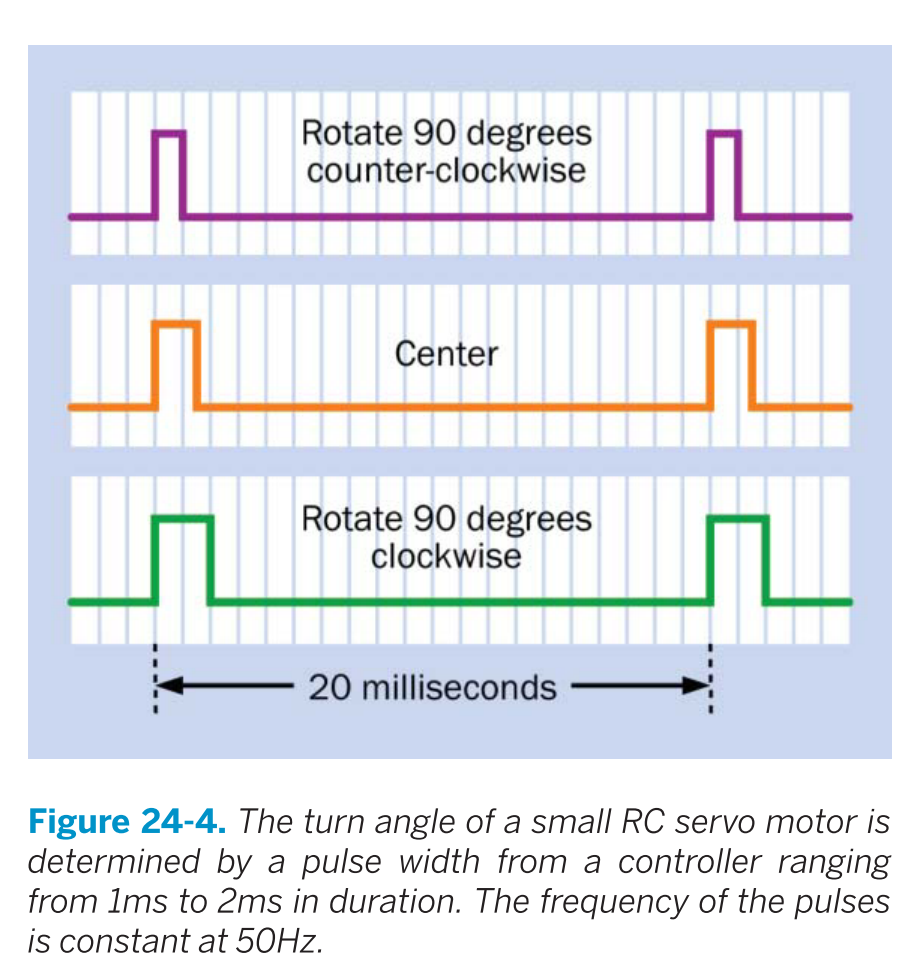 Rotate 90 degrees
counter-clockwise
Center
Rotate 90 degrees
clockwise
20 milliseconds
Figure 24-4. The turn angle of a small RC servo motor is
determined by a pulse width from a controller ranging
from 1ms to 2ms in duration. The frequency of the pulses
is constant at 50Hz.